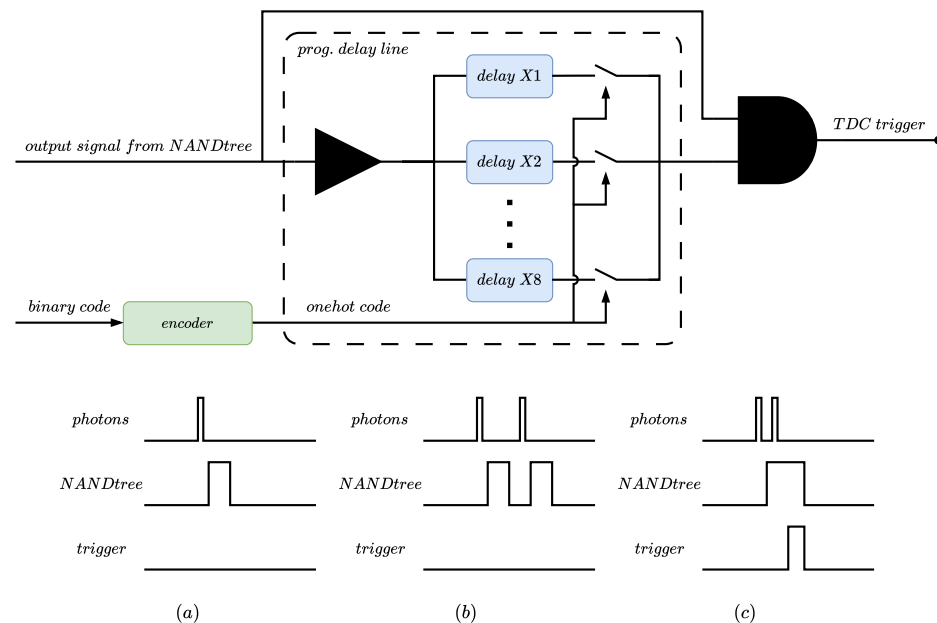 prog. delay line
delay X1
TDC trigger
output signal from NANDtree
delay X2
delay X8
binary code
encoder
onehot code
photons
photons
photons
NANDtree
NANDtree
NANDtree
trigger
trigger
trigger
(a)
(b)
(c)